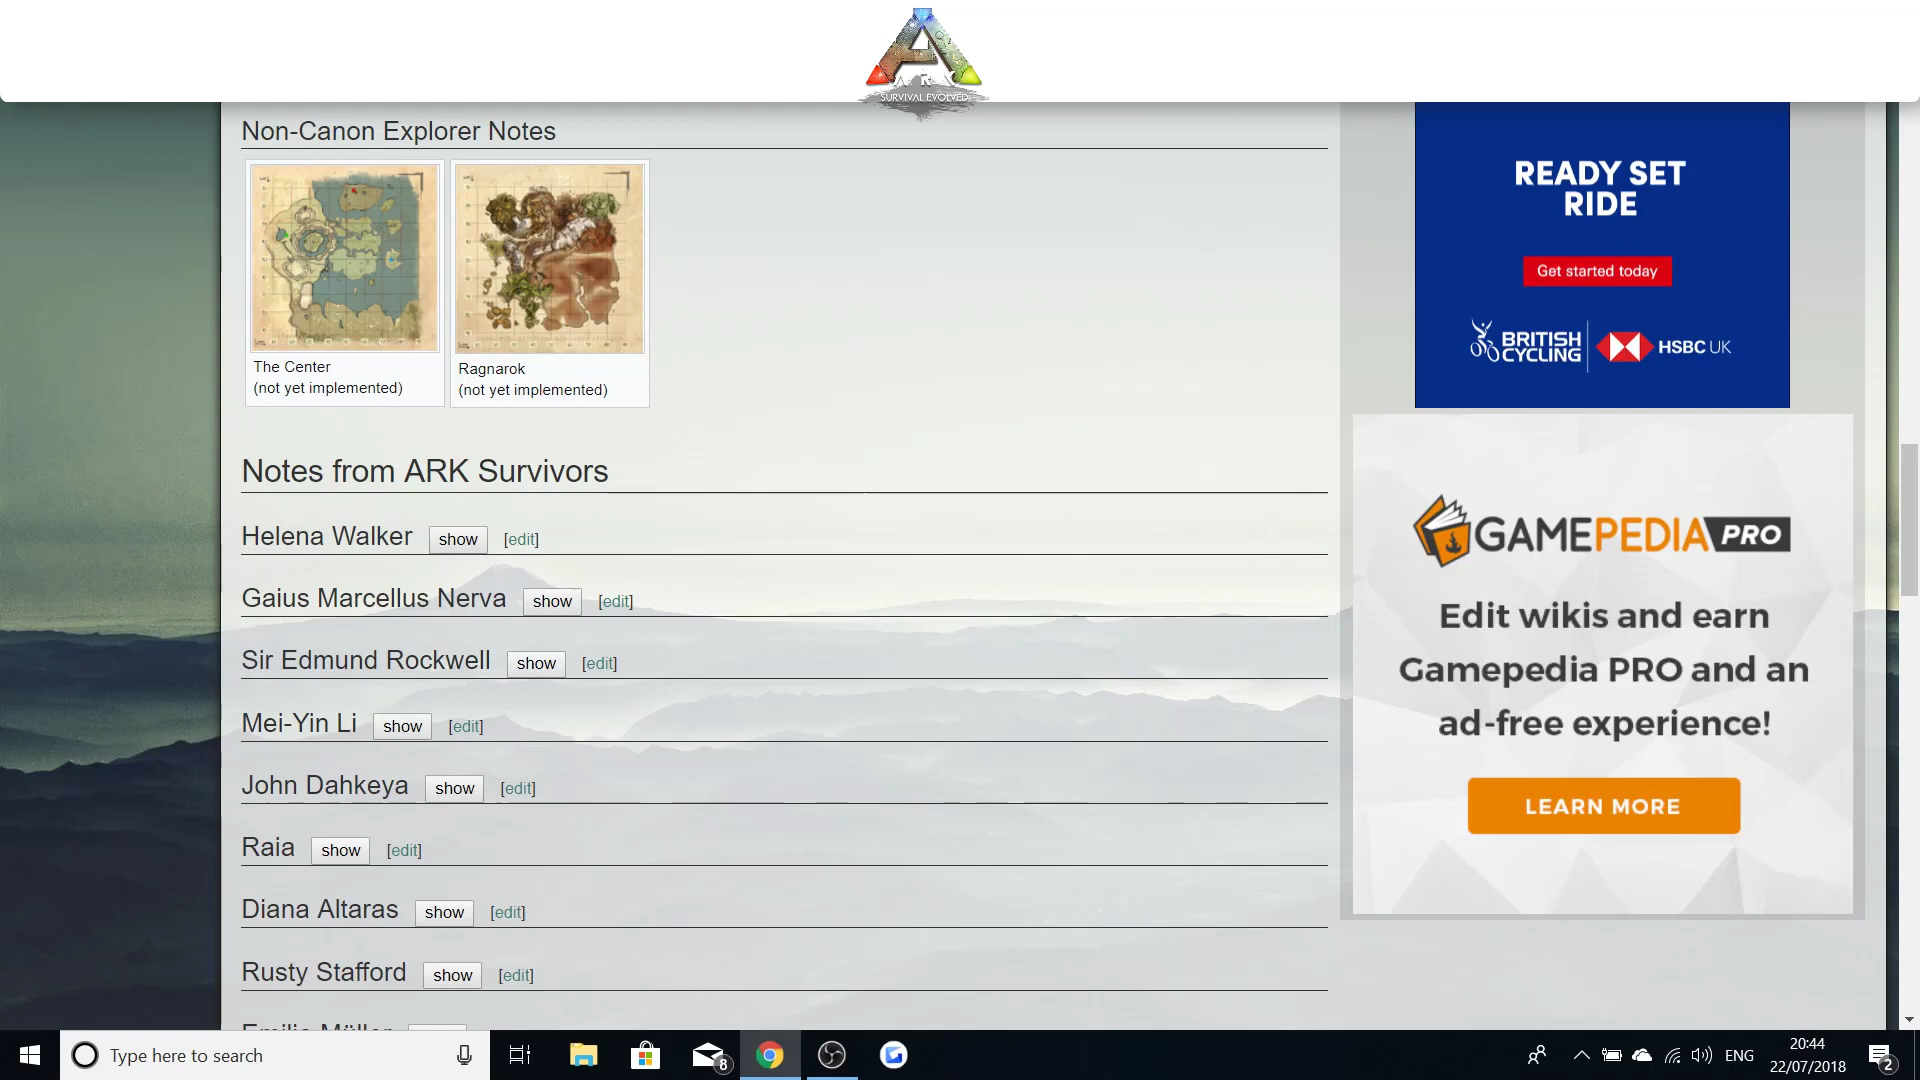 ARK
SURVIVAL EVOLVED
Non-Canon Explorer Notes
The Center
(not yet implemented)
Ragnarok
(not yet implemented)
Notes from ARK Survivors
Helena Walker show [edit]
Gaius Marcellus Nerva show [edit]
Sir Edmund Rockwell show [edit]
Mei-Yin Li show [edit]
John Dahkeya show [edit]
Raia show [edit]
Diana Altaras show [edit]
Rusty Stafford show [edit]
READY SET
RIDE
Get started today
BRITISH
CYCLING
HSBC UK
GAMEPEDIA PRO
Edit wikis and earn
Gamepedia PRO and an
ad-free experience!
LEARN MORE
Type here to search
8
ENG
20:44
22/07/2018
2